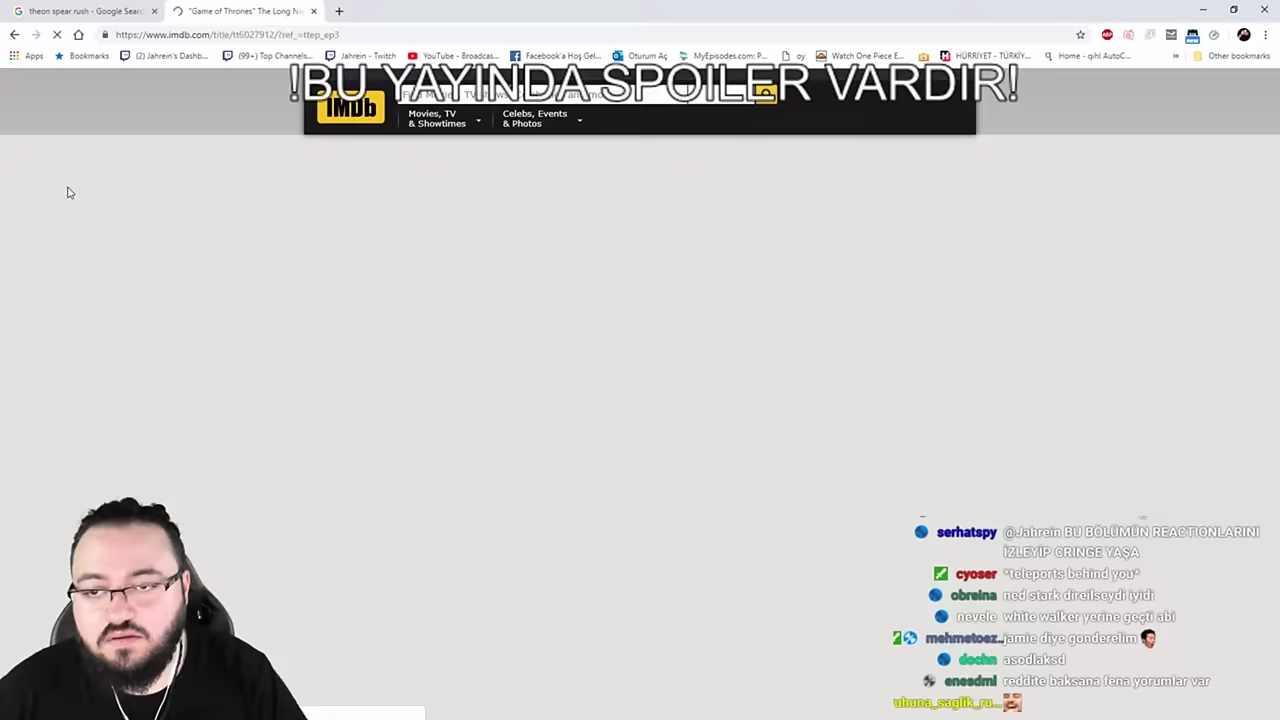 theon spear rush - Google Sear
"Game of Thrones" The Long Ni
https://www.imdb.com/title/tt6027912/?ref_=ttep_ep3
Apps
Bookmarks
(2) Jahrein's Dashb...
(99+) Top Channels...
Jahrein - Twitch
YouTube - Broadcas...
Facebook'a Hoş Gel...
Oturum Aç
MyEpisodes.com: P...
oy
Watch One Piece E...
HÜRRİYET - TÜRKİY...
Home - qihl AutoC...
Other bookmarks
!BU YAYINDA SPOILER VARDIR!
IMDb
Movies, TV
& Showtimes
Celebs, Events
& Photos
serhatspy @Jahrein BU BÖLÜMÜN REACTIONLARINI
İZLEYİP CRINGE YAŞA
cyoser *teleports behind you*
obreina ned stark direilseydi iyidi
nevele white walker yerine geçti abi
mehmetoez.. jamie diye gonderelim
dochn asodlaksd
enesdml reddite baksana fena yorumlar var
uhuna_saglik_ru...